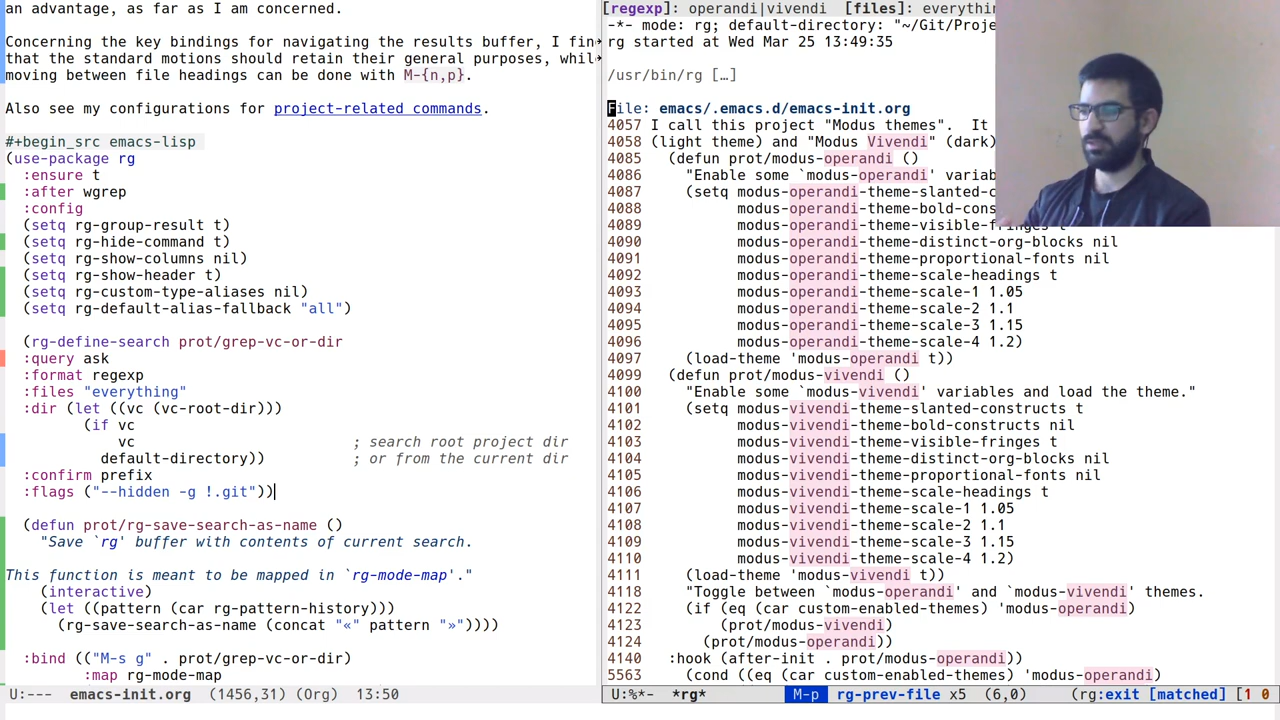 an advantage, as far as I am concerned.
Concerning the key bindings for navigating the results buffer, I fin
that the standard motions should retain their general purposes, whil
moving between file headings can be done with M-{n,p}.
Also see my configurations for project-related commands.
#+begin_src emacs-lisp
(use-package rg
:ensure t
:after wgrep
:config
(setq rg-group-result t)
(setq rg-hide-command t)
(setq rg-show-columns nil)
(setq rg-show-header t)
(setq rg-custom-type-aliases nil)
(setq rg-default-alias-fallback "all")
(rg-define-search prot/grep-vc-or-dir
:query ask
:format regexp
:files "everything"
:dir (let ((vc (vc-root-dir)))
(if vc
vc ; search root project dir
default-directory)) ; or from the current dir
:confirm prefix
:flags ("--hidden -g !.git"))
(defun prot/rg-save-search-as-name ()
"Save `rg' buffer with contents of current search.
This function is meant to be mapped in `rg-mode-map'."
(interactive)
(let ((pattern (car rg-pattern-history)))
(rg-save-search-as-name (concat "«" pattern "»"))))
:bind (("M-s g" . prot/grep-vc-or-dir)
:map rg-mode-map
U:--- emacs-init.org (1456,31) (Org) 13:50
[regexp]: operandi|vivendi [files]: everythin
-*- mode: rg; default-directory: "~/Git/Proje
rg started at Wed Mar 25 13:49:35
/usr/bin/rg […]
File: emacs/.emacs.d/emacs-init.org
4057 I call this project "Modus themes". It
4058 (light theme) and "Modus Vivendi" (dark)
4085 (defun prot/modus-operandi ()
4086 "Enable some `modus-operandi' variab
4087 (setq modus-operandi-theme-slanted-c
4088 modus-operandi-theme-bold-cons
4089 modus-operandi-theme-visible-fringes t
4090 modus-operandi-theme-distinct-org-blocks nil
4091 modus-operandi-theme-proportional-fonts nil
4092 modus-operandi-theme-scale-headings t
4093 modus-operandi-theme-scale-1 1.05
4094 modus-operandi-theme-scale-2 1.1
4095 modus-operandi-theme-scale-3 1.15
4096 modus-operandi-theme-scale-4 1.2)
4097 (load-theme 'modus-operandi t))
4099 (defun prot/modus-vivendi ()
4100 "Enable some `modus-vivendi' variables and load the theme."
4101 (setq modus-vivendi-theme-slanted-constructs t
4102 modus-vivendi-theme-bold-constructs nil
4103 modus-vivendi-theme-visible-fringes t
4104 modus-vivendi-theme-distinct-org-blocks nil
4105 modus-vivendi-theme-proportional-fonts nil
4106 modus-vivendi-theme-scale-headings t
4107 modus-vivendi-theme-scale-1 1.05
4108 modus-vivendi-theme-scale-2 1.1
4109 modus-vivendi-theme-scale-3 1.15
4110 modus-vivendi-theme-scale-4 1.2)
4111 (load-theme 'modus-vivendi t))
4118 "Toggle between `modus-operandi' and `modus-vivendi' themes.
4122 (if (eq (car custom-enabled-themes) 'modus-operandi)
4123 (prot/modus-vivendi)
4124 (prot/modus-operandi))
4140 :hook (after-init . prot/modus-operandi))
5563 (cond ((eq (car custom-enabled-themes) 'modus-operandi)
U:%*- *rg* M-p rg-prev-file x5 (6,0) (rg:exit [matched] [1 0